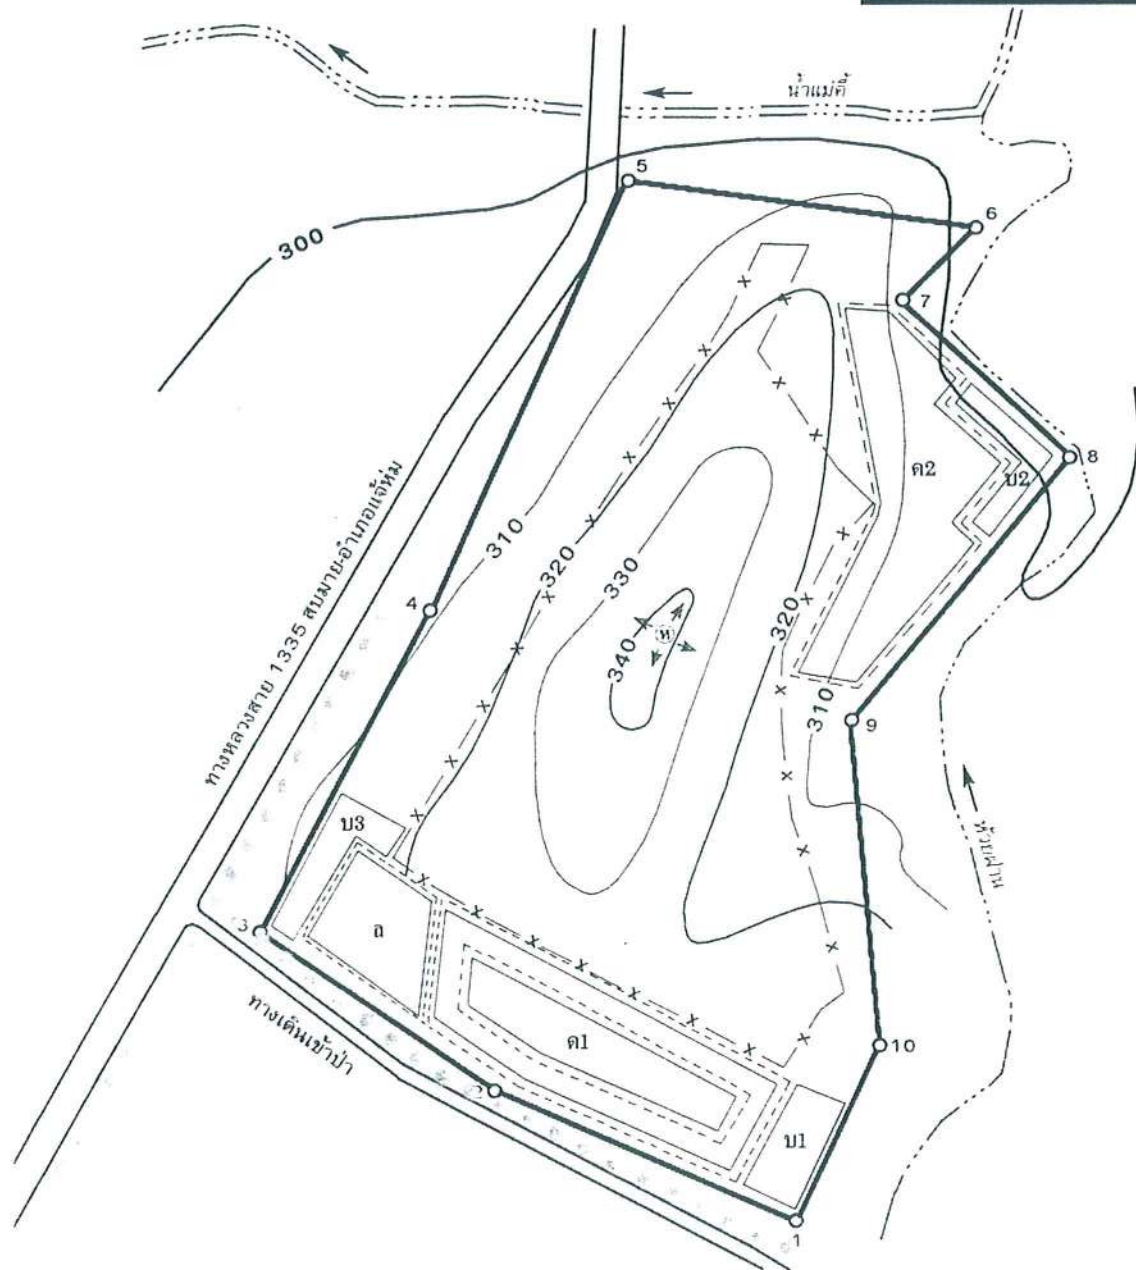 น้ำแม่ตี้
5
6
300
7
8
ด2
บ2
310
320
330
4
340
ห
320
310
9
ทางหลวงสาย 1335 สบมาย-อำเภอแจ้ห่ม
ห้วยฝาน
บ3
3
ล
ทางเดินเข้าป่า
ด1
10
2
บ1
1